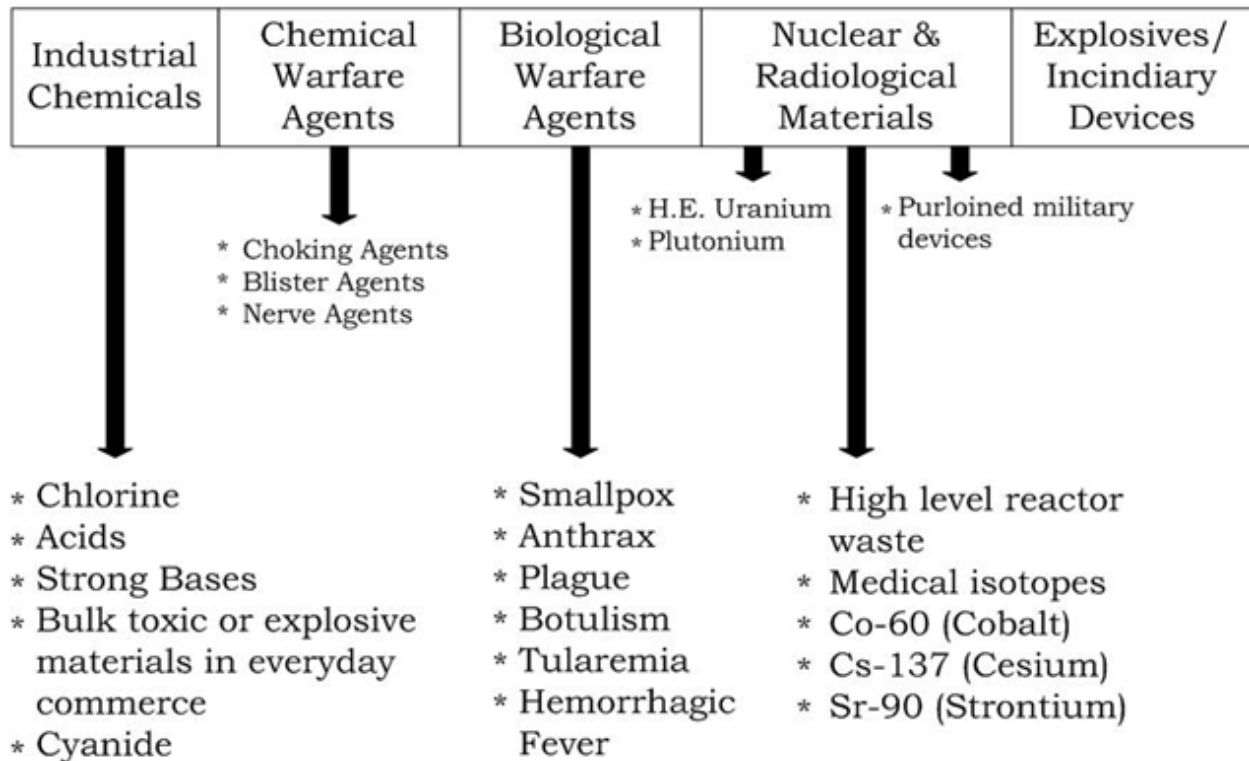 Industrial
Chemicals
Chemical
Warfare
Agents
Biological
Warfare
Agents
Nuclear &
Radiological
Materials
Explosives/
Incindiary
Devices
* Choking Agents
* Blister Agents
* Nerve Agents
* H.E. Uranium
* Plutonium
* Purloined military
devices
* Chlorine
* Acids
* Strong Bases
* Bulk toxic or explosive
materials in everyday
commerce
* Cyanide
* Smallpox
* Anthrax
* Plague
* Botulism
* Tularemia
* Hemorrhagic
Fever
* High level reactor
waste
* Medical isotopes
* Co-60 (Cobalt)
* Cs-137 (Cesium)
* Sr-90 (Strontium)